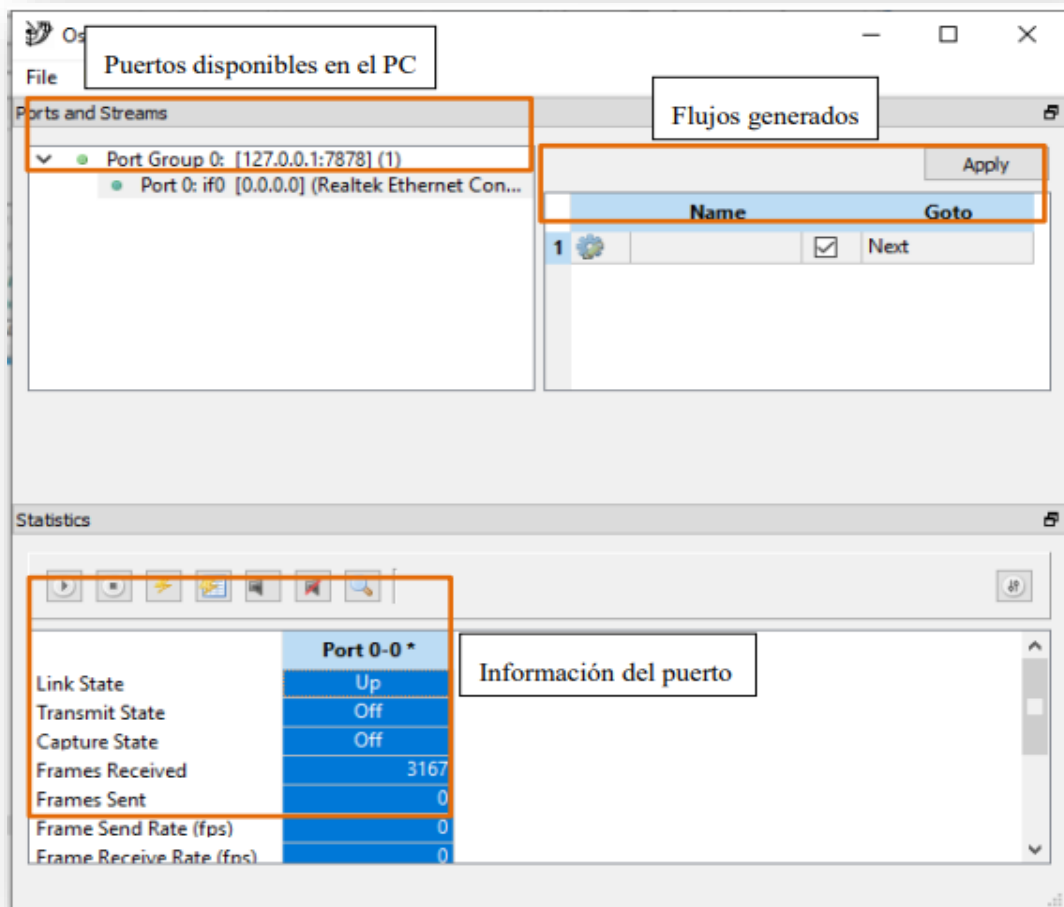 Os
Puertos disponibles en el PC
File
Ports and Streams
Flujos generados
Port Group 0: [127.0.0.1:7878] (1)
Apply
Port 0: if0 [0.0.0.0] (Realtek Ethernet Con...
Name Goto
1 Next
Statistics
Port 0-0 *
Información del puerto
Link State Up
Transmit State Off
Capture State Off
Frames Received 3167
Frames Sent 0
Frame Send Rate (fps) 0
Frame Receive Rate (fps) 0